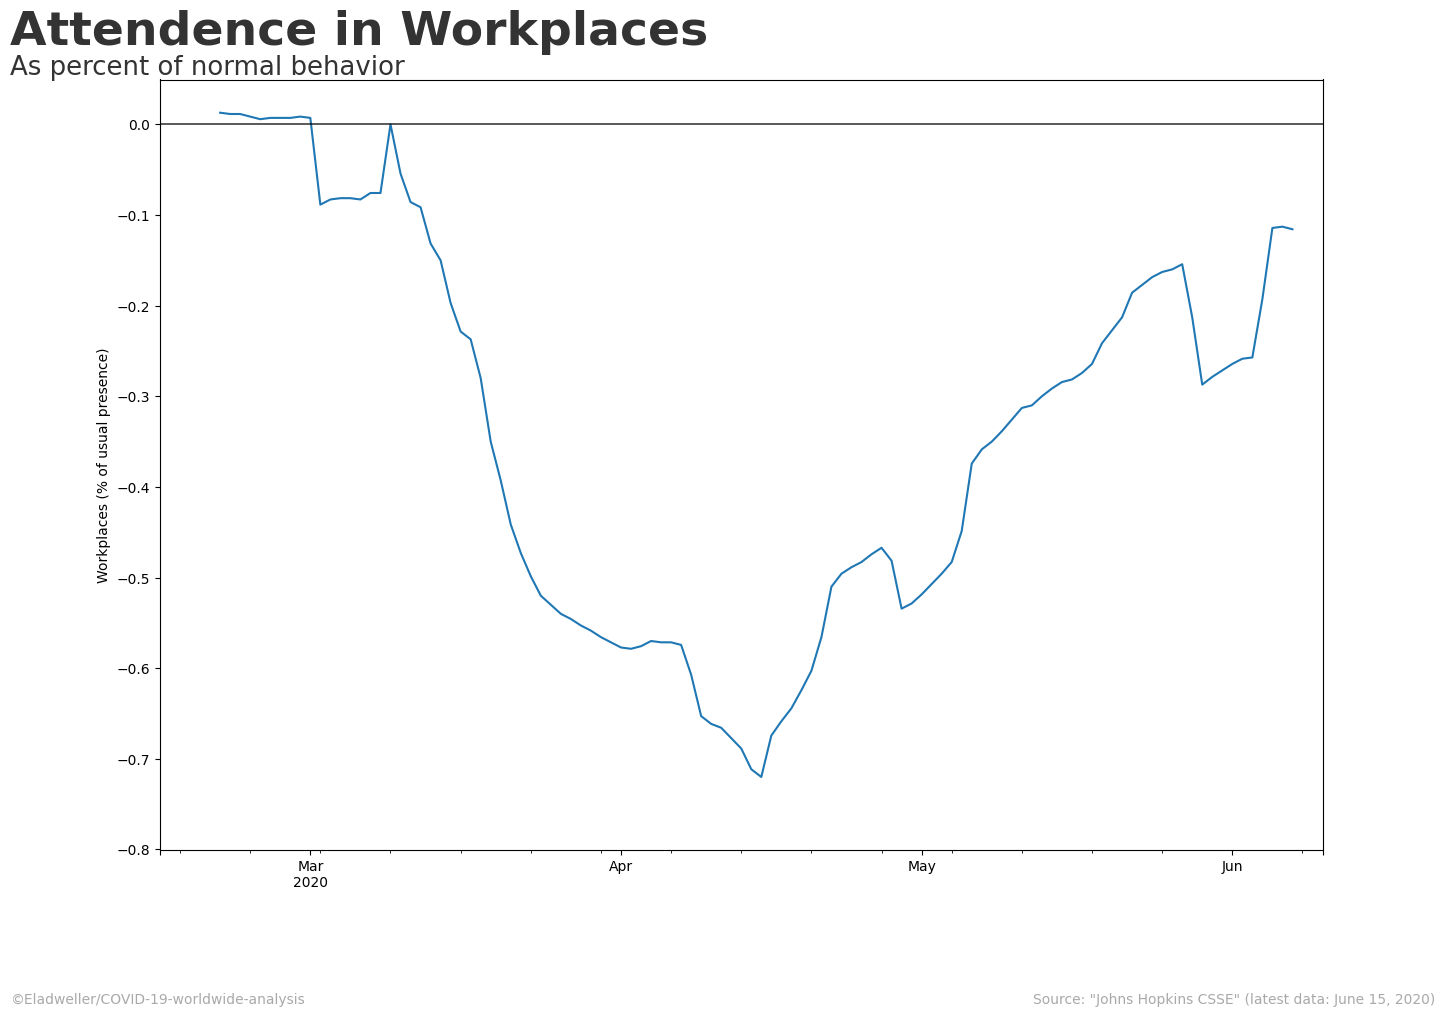 Attendence in Workplaces
As percent of normal behavior
0.0
−0.1
−0.2
−0.3
−0.4
−0.5
−0.6
−0.7
−0.8
Workplaces (% of usual presence)
Mar
2020
Apr
May
Jun
©Eladweller/COVID-19-worldwide-analysis
Source: "Johns Hopkins CSSE" (latest data: June 15, 2020)